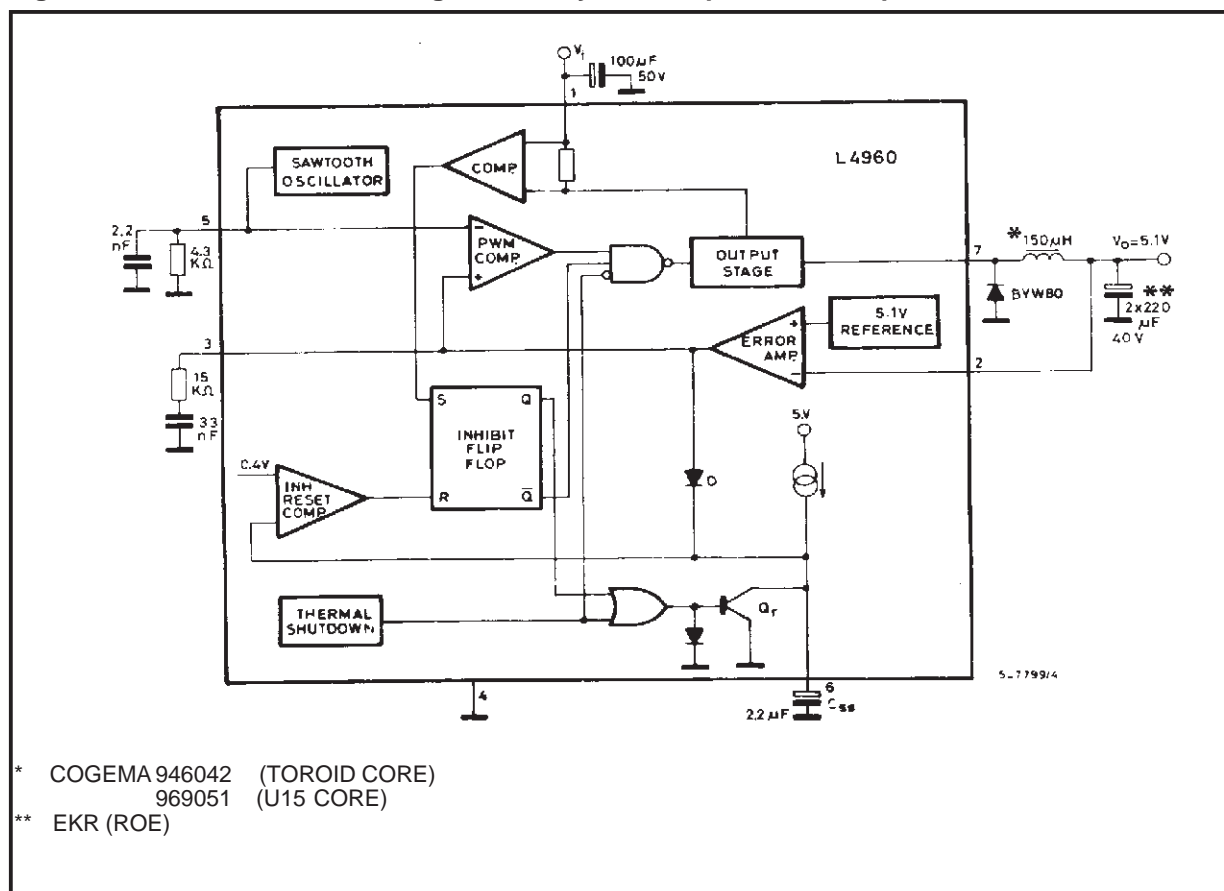 Vi
100µF
50V
1
L4960
SAWTOOTH
OSCILLATOR
COMP.
5
2.2
nF
4.3
KΩ
−
PWM
COMP
+
OUTPUT
STAGE
7
*
150µH
Vo=5.1V
BYW80
**
2x220
µF
40V
5.1V
REFERENCE
+
ERROR
AMP.
−
2
3
15
KΩ
33
nF
S
Q
INHIBIT
FLIP
FLOP
R
Q̅
0.4V
INH
RESET
COMP.
D
5V
THERMAL
SHUTDOWN
Qr
4
6
Css
2.2µF
S-7799/4
* COGEMA 946042 (TOROID CORE)
969051 (U15 CORE)
** EKR (ROE)